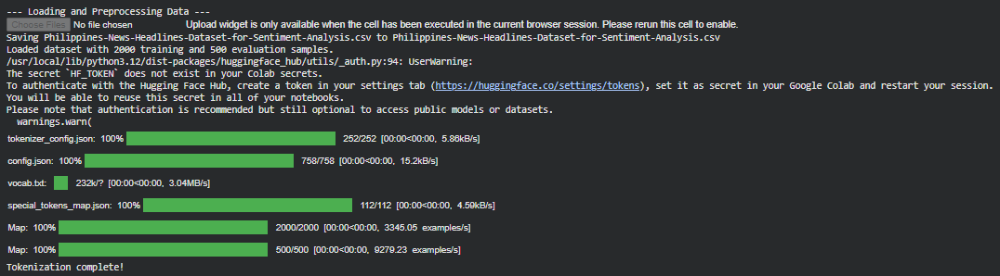 --- Loading and Preprocessing Data ---
Choose Files No file chosen Upload widget is only available when the cell has been executed in the current browser session. Please rerun this cell to enable.
Saving Philippines-News-Headlines-Dataset-for-Sentiment-Analysis.csv to Philippines-News-Headlines-Dataset-for-Sentiment-Analysis.csv
Loaded dataset with 2000 training and 500 evaluation samples.
/usr/local/lib/python3.12/dist-packages/huggingface_hub/utils/_auth.py:94: UserWarning:
The secret `HF_TOKEN` does not exist in your Colab secrets.
To authenticate with the Hugging Face Hub, create a token in your settings tab (https://huggingface.co/settings/tokens), set it as secret in your Google Colab and restart your session.
You will be able to reuse this secret in all of your notebooks.
Please note that authentication is recommended but still optional to access public models or datasets.
warnings.warn(
tokenizer_config.json: 100% 252/252 [00:00<00:00, 5.86kB/s]
config.json: 100% 758/758 [00:00<00:00, 15.2kB/s]
vocab.txt: 232k/? [00:00<00:00, 3.04MB/s]
special_tokens_map.json: 100% 112/112 [00:00<00:00, 4.59kB/s]
Map: 100% 2000/2000 [00:00<00:00, 3345.05 examples/s]
Map: 100% 500/500 [00:00<00:00, 9279.23 examples/s]
Tokenization complete!